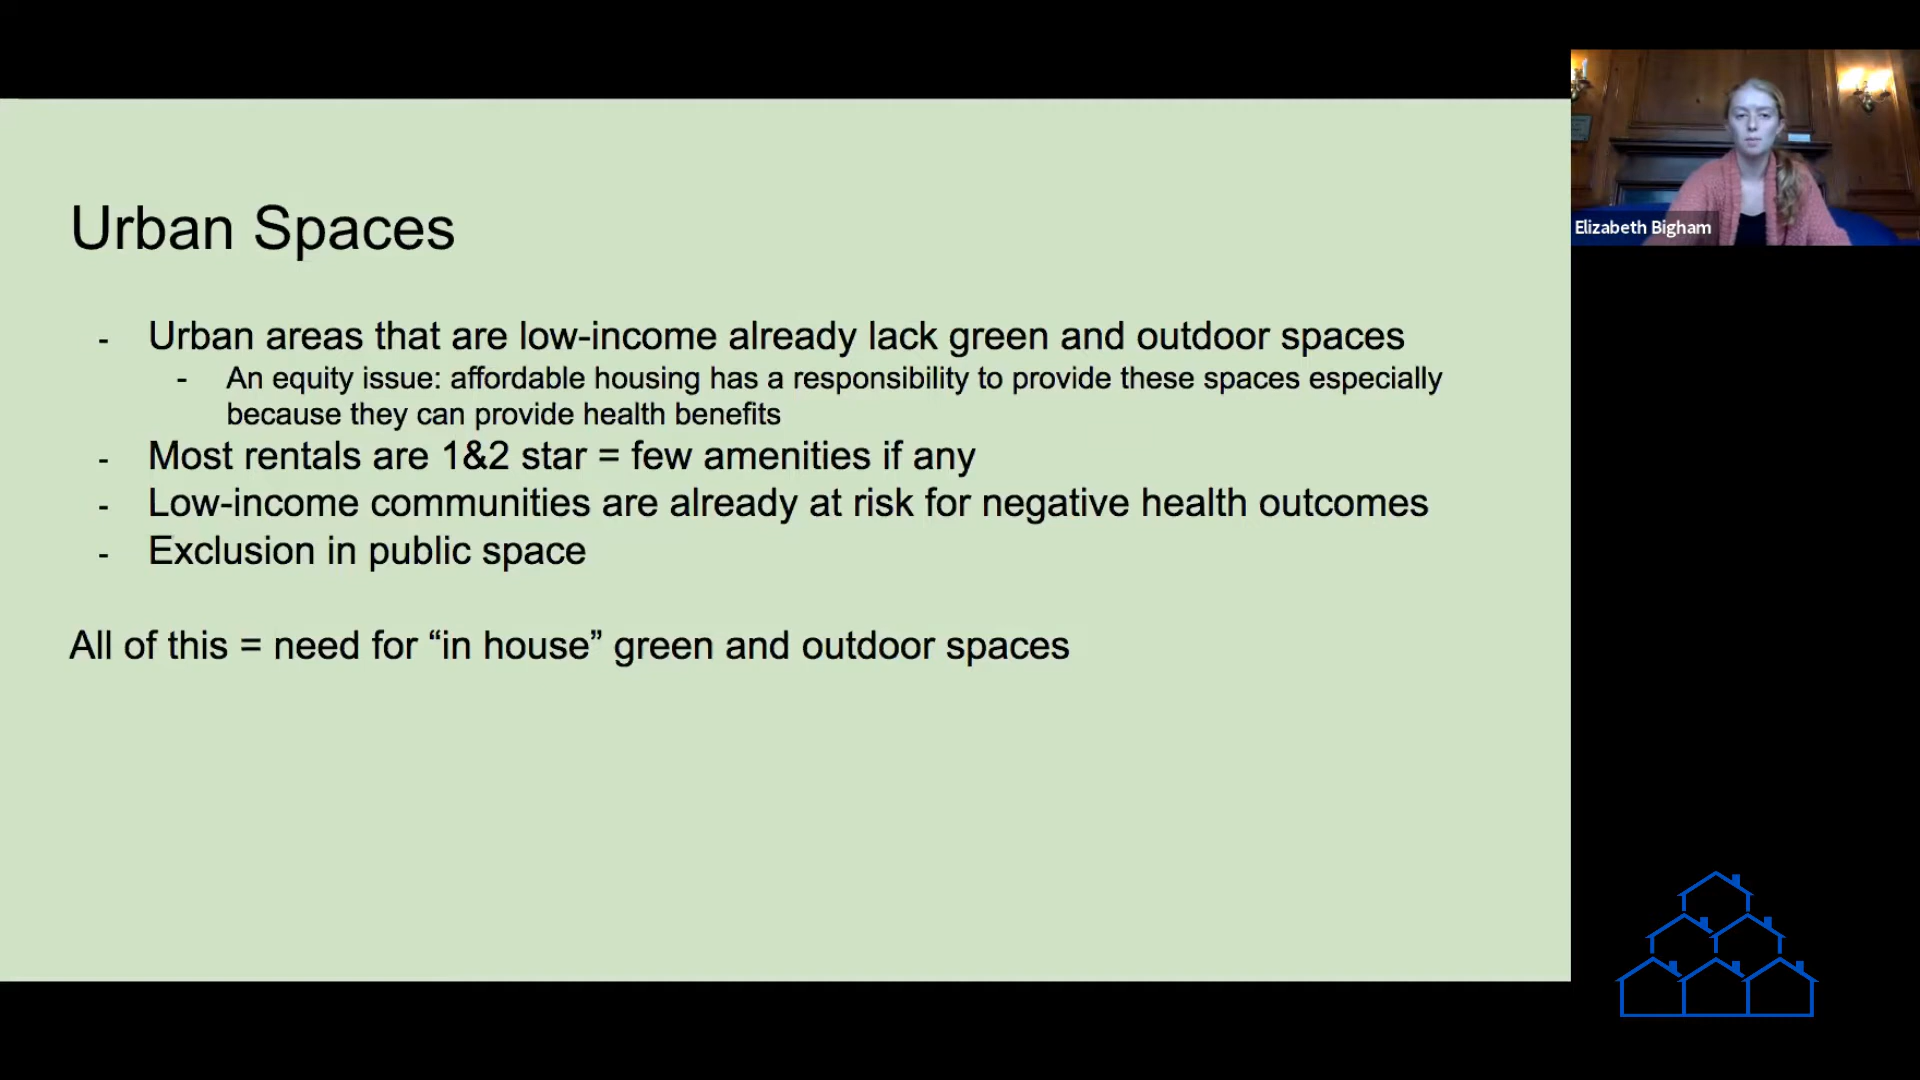 Urban Spaces
- Urban areas that are low-income already lack green and outdoor spaces
- An equity issue: affordable housing has a responsibility to provide these spaces especially
because they can provide health benefits
- Most rentals are 1&2 star = few amenities if any
- Low-income communities are already at risk for negative health outcomes
- Exclusion in public space
All of this = need for “in house” green and outdoor spaces
Elizabeth Bigham